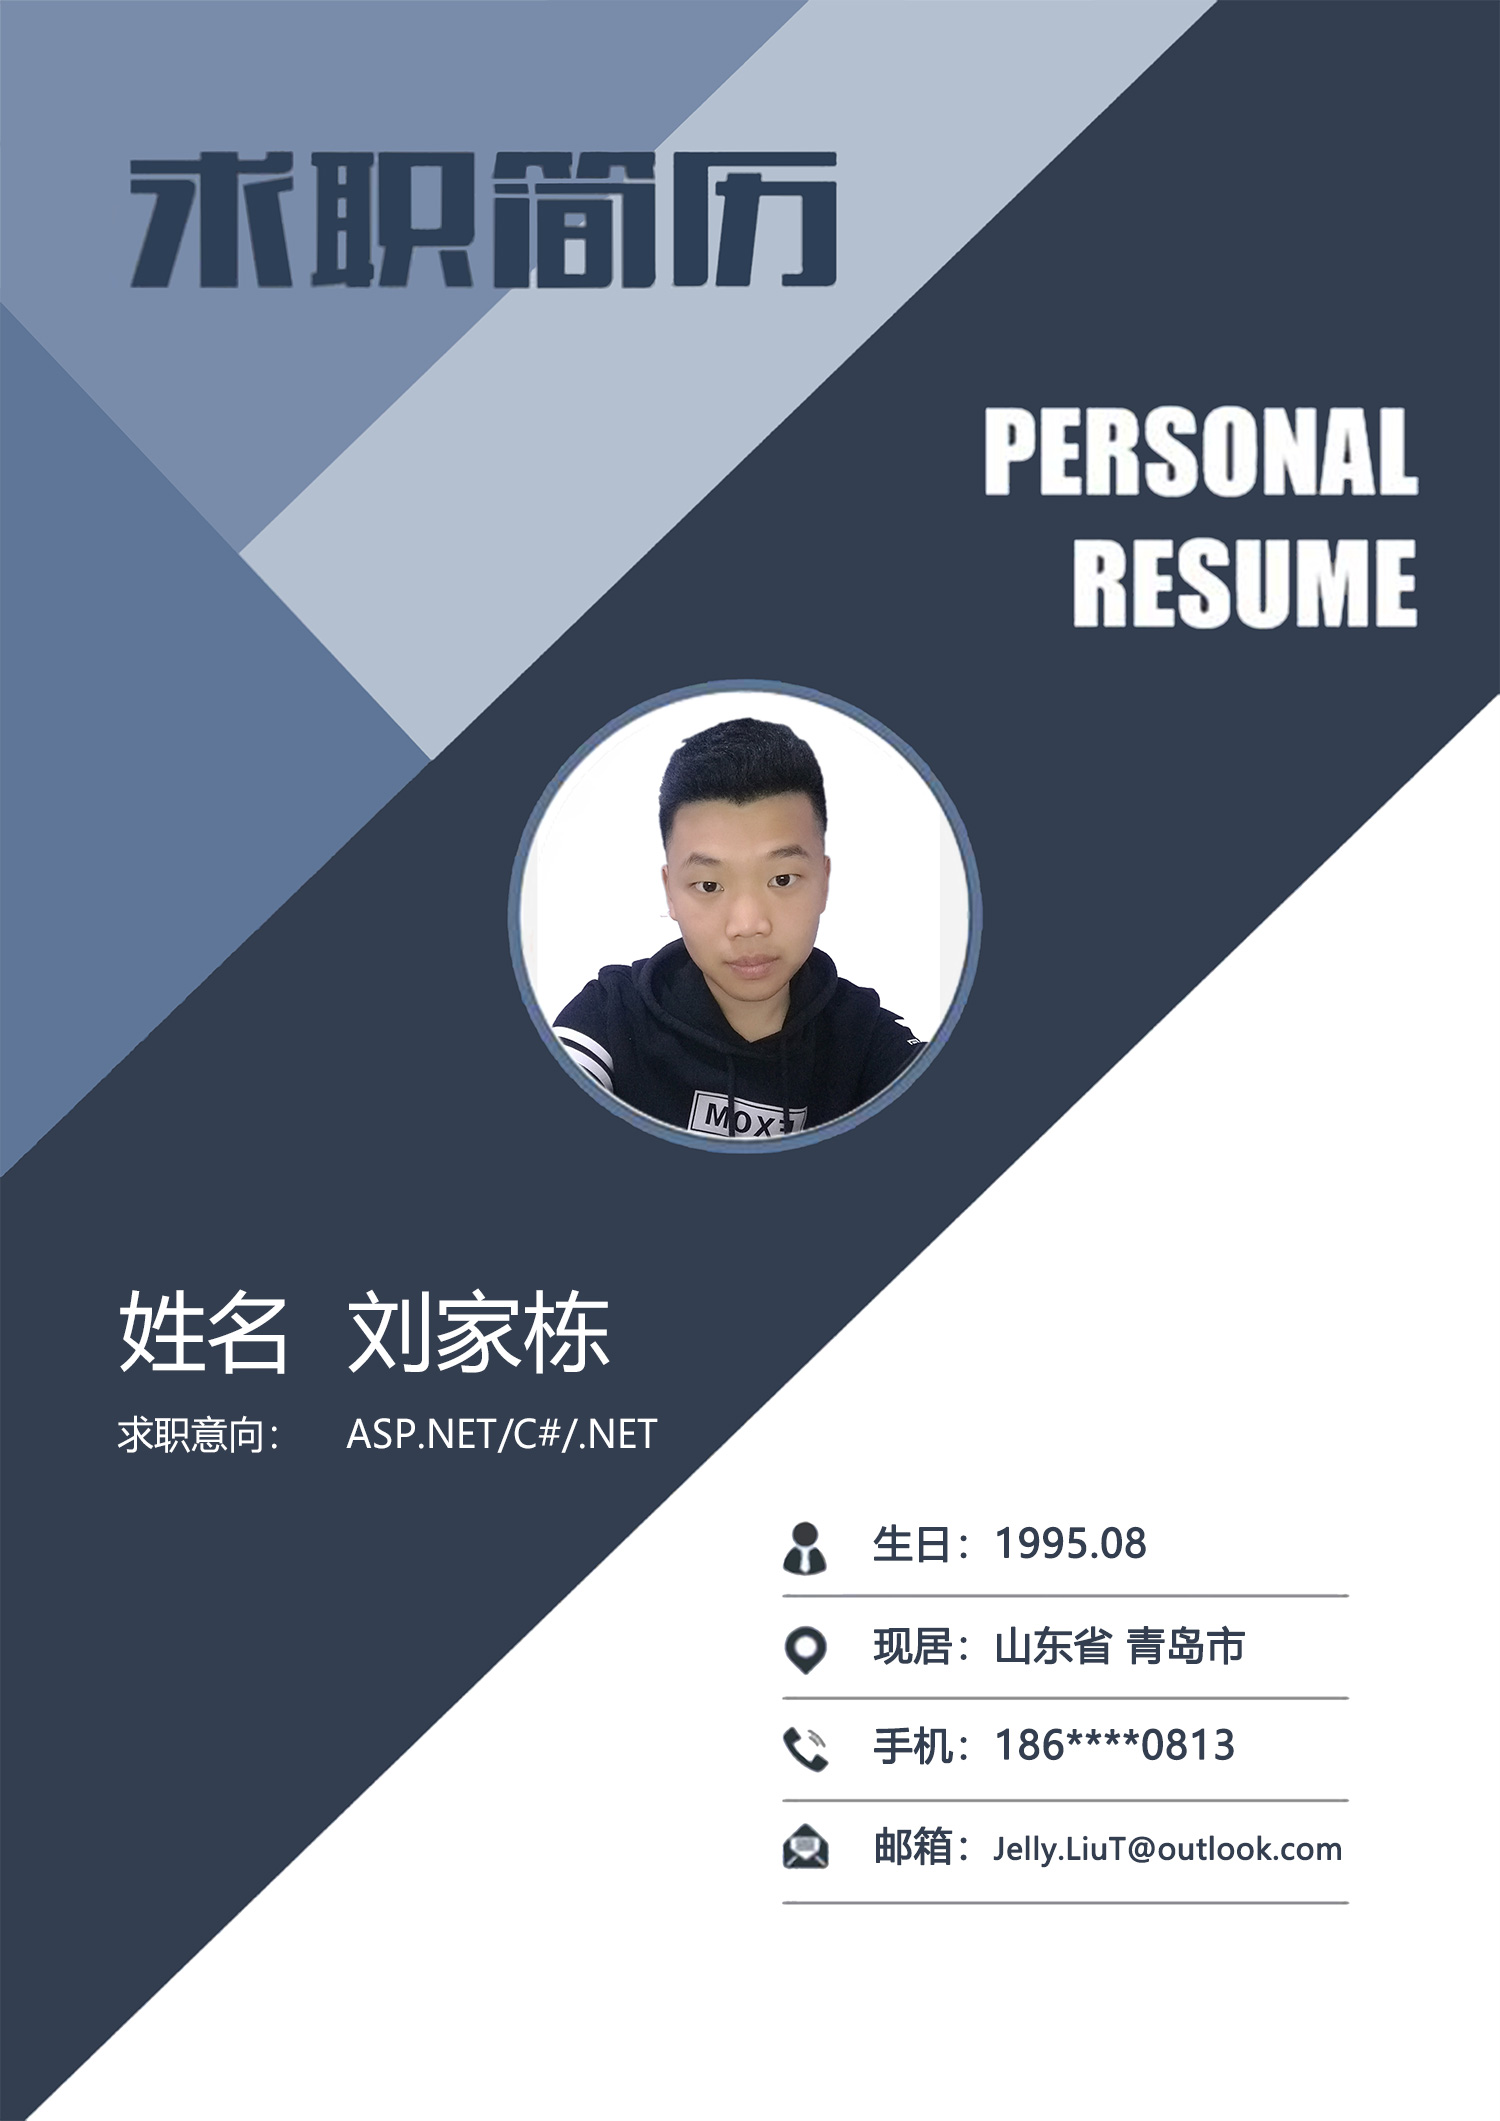 求职简历
PERSONAL
RESUME
MOX
姓名 刘家栋
求职意向： ASP.NET/C#/.NET
生日：1995.08
现居：山东省 青岛市
手机：186****0813
邮箱：Jelly.LiuT@outlook.com